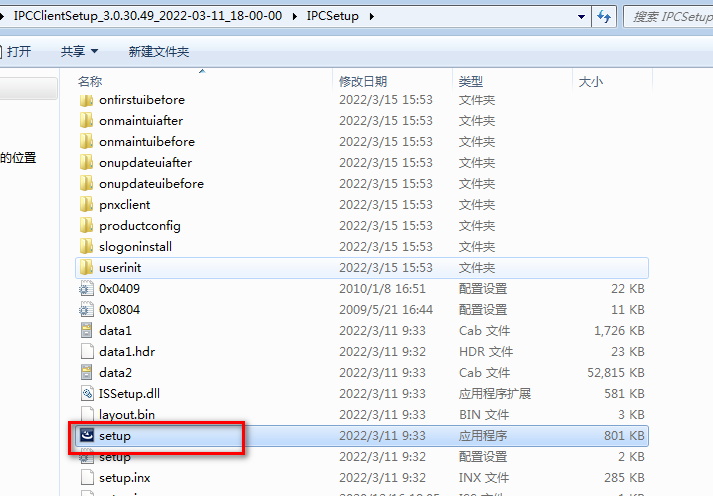 IPCClientSetup_3.0.30.49_2022-03-11_18-00-00 IPCSetup 搜索 IPCSetup
打开 共享 新建文件夹
名称 修改日期 类型 大小
onfirstuibefore 2022/3/15 15:53 文件夹
onmaintuiafter 2022/3/15 15:53 文件夹
onmaintuibefore 2022/3/15 15:53 文件夹
的位置
onupdateuiafter 2022/3/15 15:53 文件夹
onupdateuibefore 2022/3/15 15:53 文件夹
pnxclient 2022/3/15 15:53 文件夹
productconfig 2022/3/15 15:53 文件夹
slogoninstall 2022/3/15 15:53 文件夹
userinit 2022/3/15 15:53 文件夹
0x0409 2010/1/8 16:51 配置设置 22 KB
0x0804 2009/5/21 16:44 配置设置 11 KB
data1 2022/3/11 9:33 Cab 文件 1,726 KB
data1.hdr 2022/3/11 9:32 HDR 文件 23 KB
data2 2022/3/11 9:33 Cab 文件 52,815 KB
ISSetup.dll 2022/3/11 9:33 应用程序扩展 581 KB
layout.bin 2022/3/11 9:33 BIN 文件 3 KB
setup 2022/3/11 9:33 应用程序 801 KB
setup 2022/3/11 9:32 配置设置 2 KB
setup.inx 2022/3/11 9:32 INX 文件 285 KB